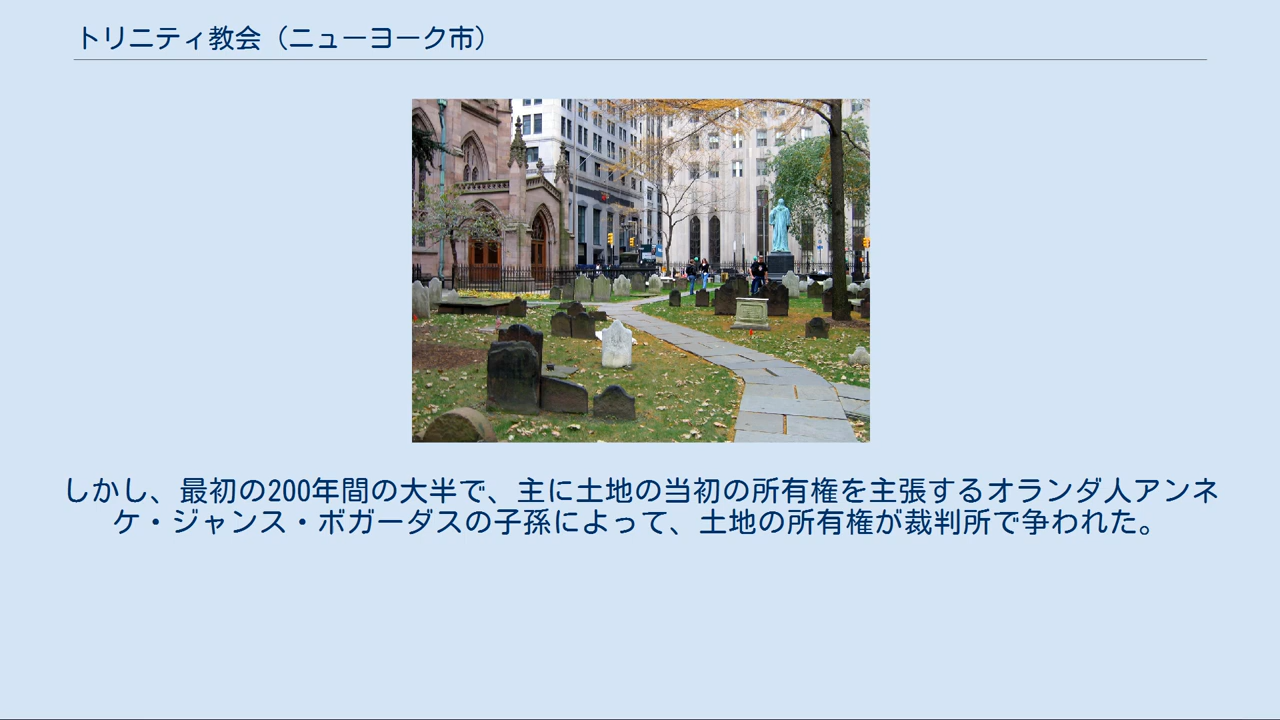 トリニティ教会（ニューヨーク市）
しかし、最初の200年間の大半で、主に土地の当初の所有権を主張するオランダ人アンネ
ケ・ジャンス・ボガーダスの子孫によって、土地の所有権が裁判所で争われた。